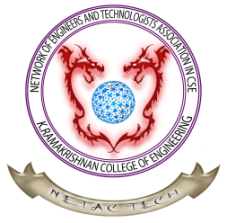 NETWORK OF ENGINEERS AND TECHNOLOGISTS ASSOCIATION IN CSE
K.RAMAKRISHNAN COLLEGE OF ENGINEERING
NETAC TECH